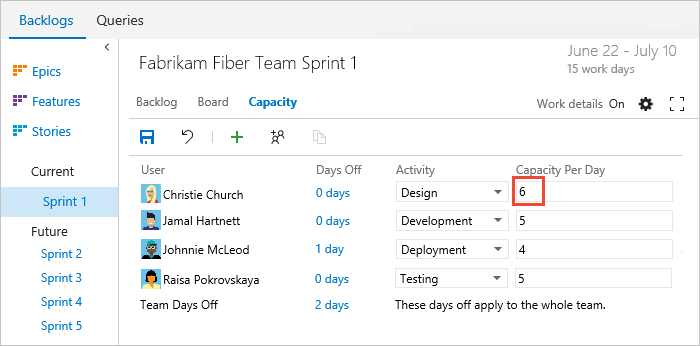 Backlogs Queries
Epics
Features
Stories
Current
Sprint 1
Future
Sprint 2
Sprint 3
Sprint 4
Sprint 5
Fabrikam Fiber Team Sprint 1
June 22 - July 10
15 work days
Backlog Board Capacity
Work details On
User Days Off Activity Capacity Per Day
Christie Church 0 days Design 6
Jamal Hartnett 0 days Development 5
Johnnie McLeod 1 day Deployment 4
Raisa Pokrovskaya 0 days Testing 5
Team Days Off 2 days These days off apply to the whole team.